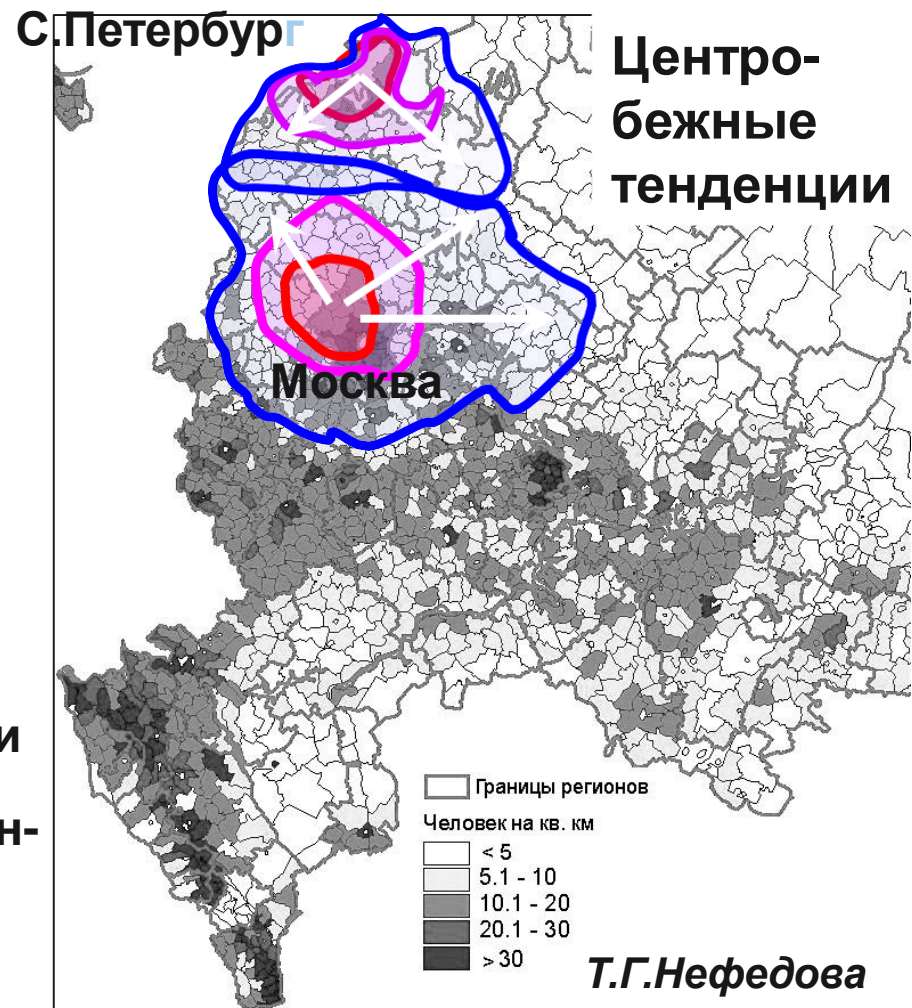 С.Петербург
Центро-
бежные
тенденции
Москва
и
н-
Границы регионов
Человек на кв. км
< 5
5.1 - 10
10.1 - 20
20.1 - 30
> 30
Т.Г.Нефедова